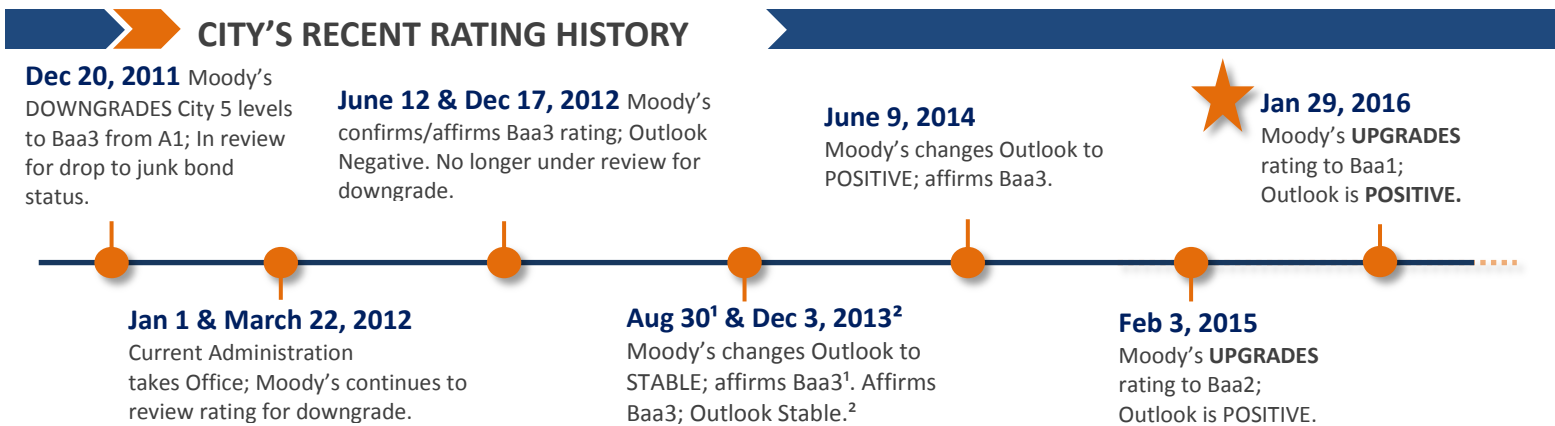 CITY’S RECENT RATING HISTORY
Dec 20, 2011 Moody’s
DOWNGRADES City 5 levels
to Baa3 from A1; In review
for drop to junk bond
status.
Jan 1 & March 22, 2012
Current Administration
takes Office; Moody’s continues to
review rating for downgrade.
June 12 & Dec 17, 2012 Moody’s
confirms/affirms Baa3 rating; Outlook
Negative. No longer under review for
downgrade.
Aug 30¹ & Dec 3, 2013²
Moody’s changes Outlook to
STABLE; affirms Baa3¹. Affirms
Baa3; Outlook Stable.²
June 9, 2014
Moody’s changes Outlook to
POSITIVE; affirms Baa3.
Feb 3, 2015
Moody’s UPGRADES
rating to Baa2;
Outlook is POSITIVE.
Jan 29, 2016
Moody’s UPGRADES
rating to Baa1;
Outlook is POSITIVE.